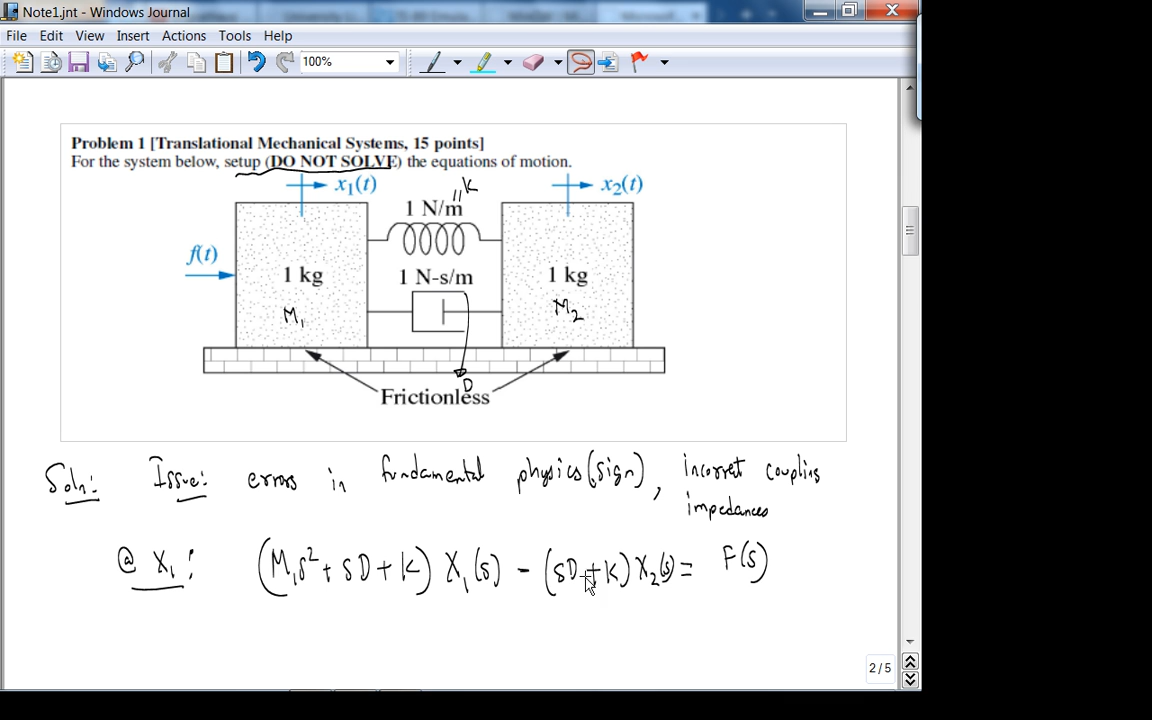 Note1.jnt - Windows Journal
File Edit View Insert Actions Tools Help
100%
Problem 1 [Translational Mechanical Systems, 15 points]
For the system below, setup (DO NOT SOLVE) the equations of motion.
x1(t) x2(t)
K
1 N/m
f(t)
1 kg 1 N-s/m 1 kg
M1 M2
D
Frictionless
Soln: Issue: errors in fundamental physics (sign), incorret coupling
impedances
@ X1: (M1s²+sD+K) X1(s) - (sD+K) X2(s) = F(s)
2 / 5